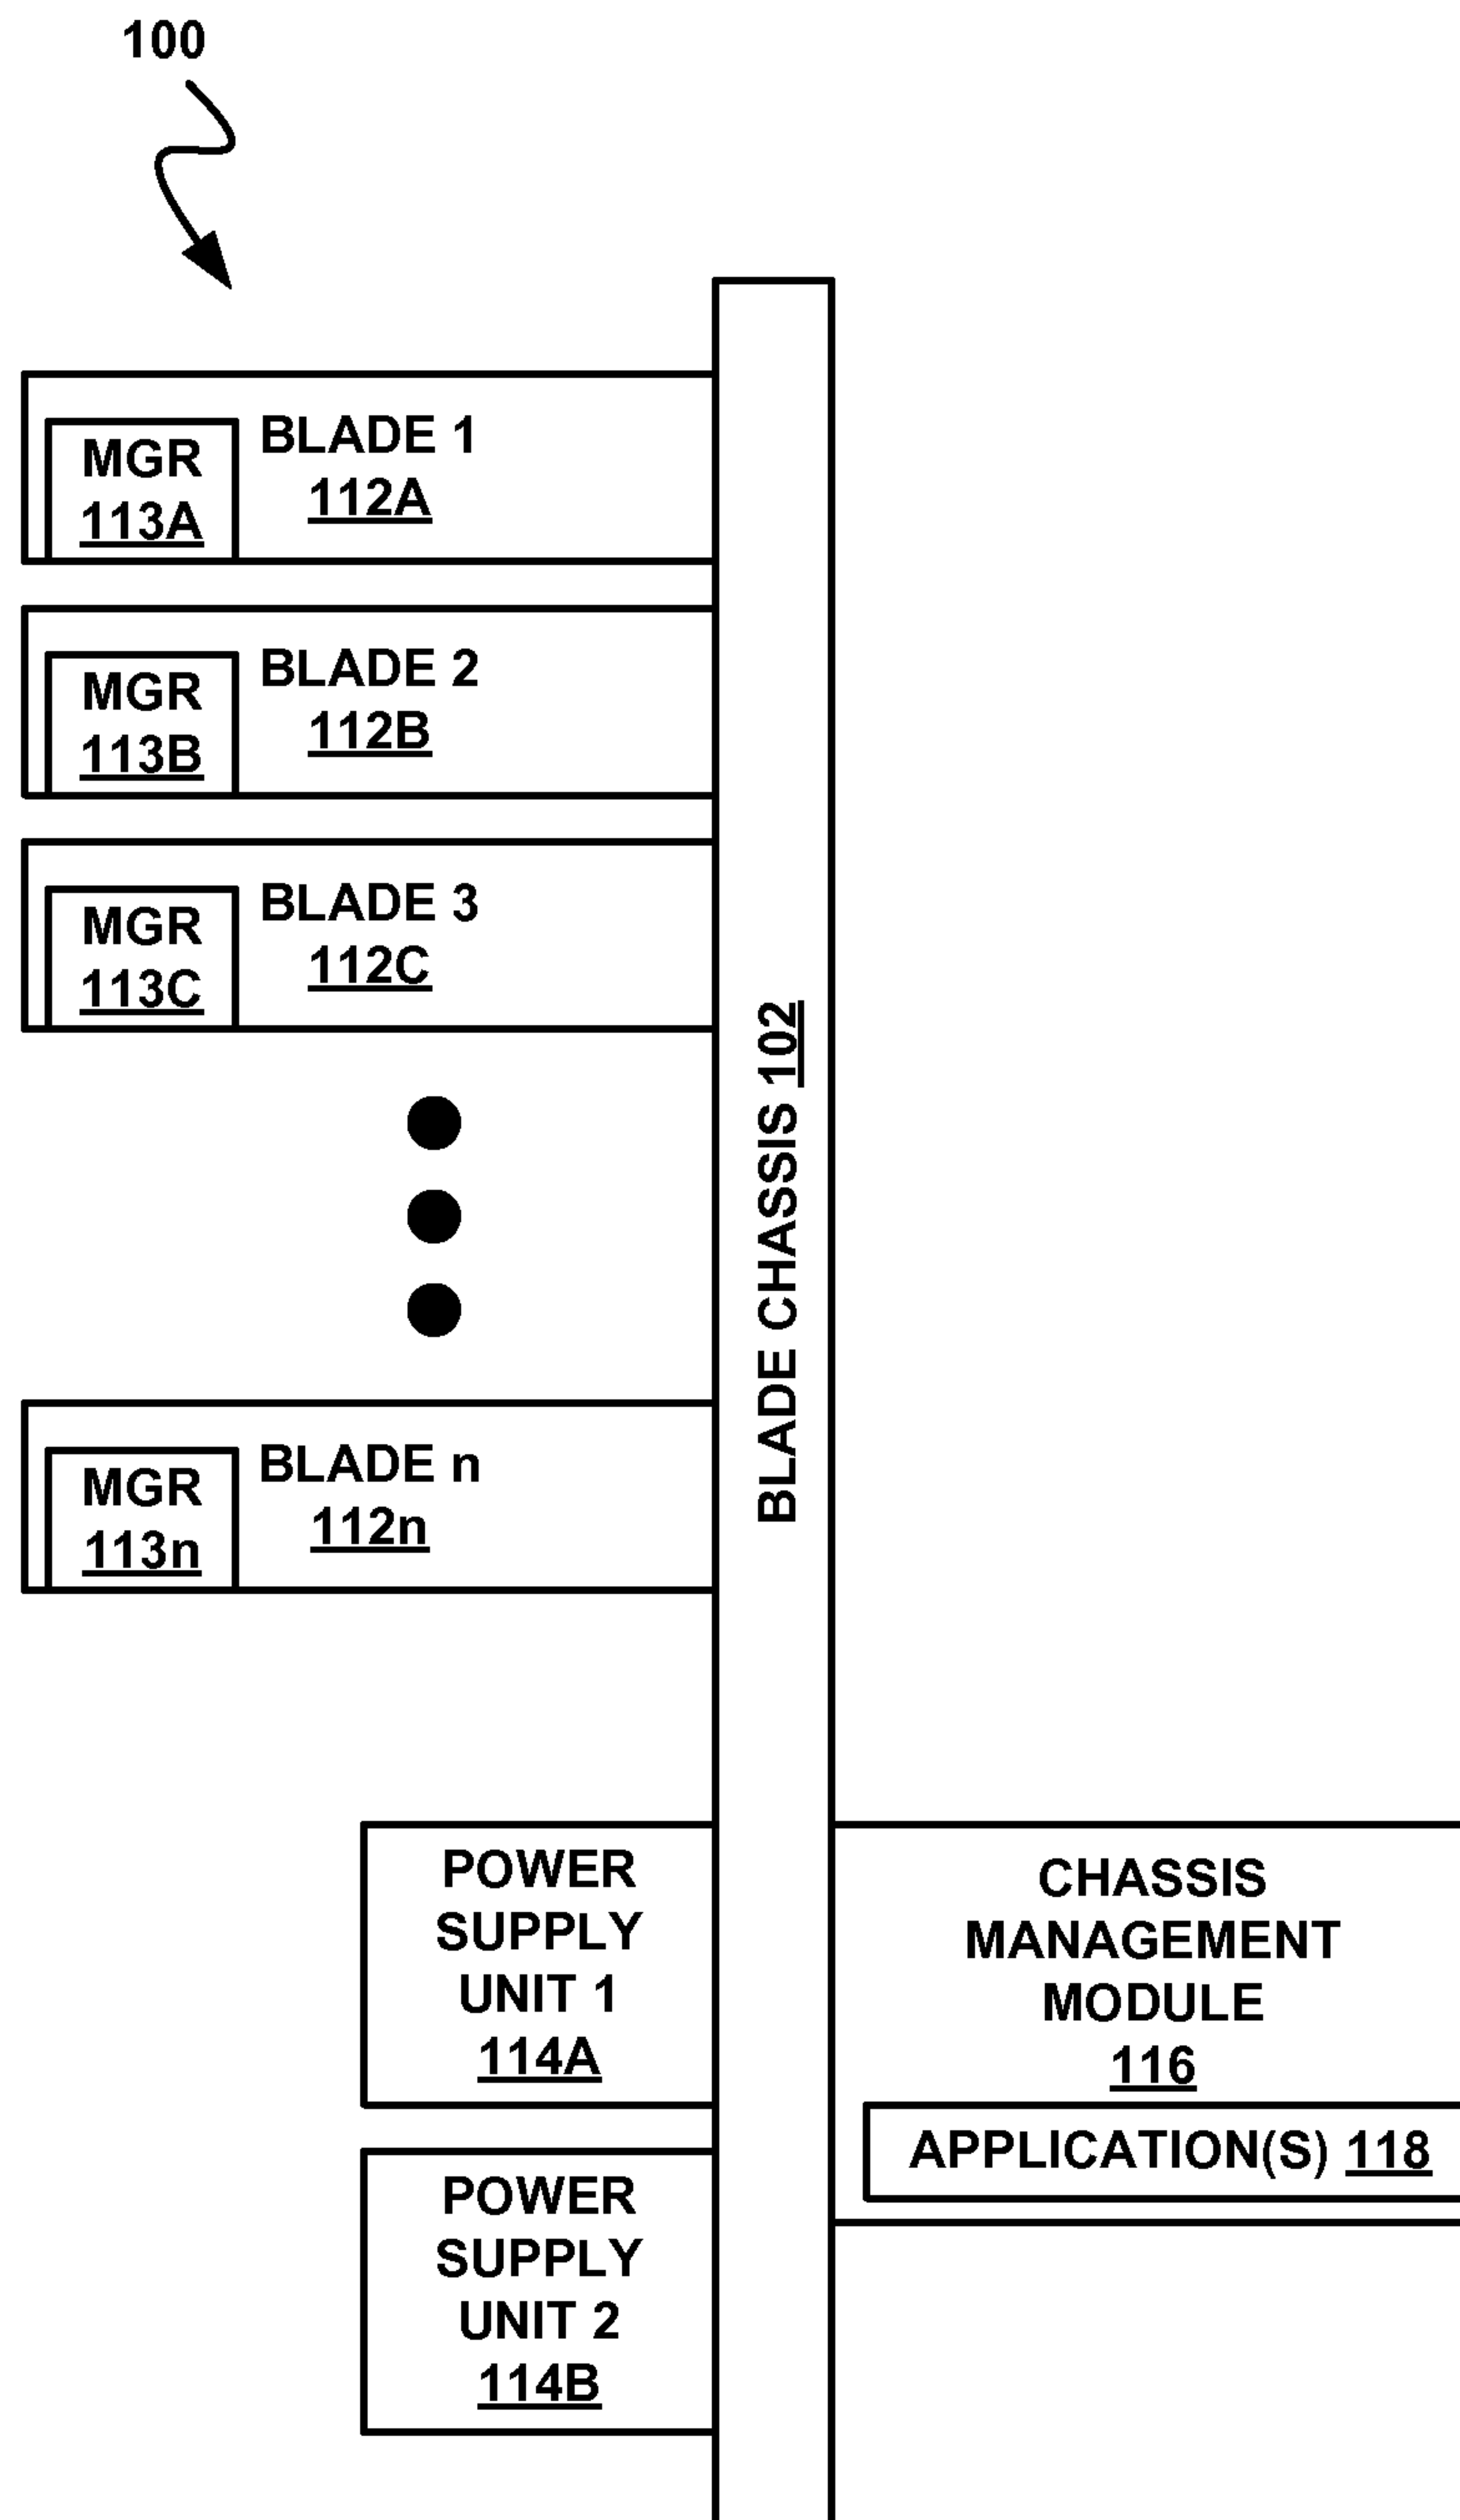 100
BLADE 1
112A
MGR
113A
BLADE 2
112B
MGR
113B
BLADE 3
112C
MGR
113C
BLADE CHASSIS 102
BLADE n
112n
MGR
113n
POWER
SUPPLY
UNIT 1
114A
CHASSIS
MANAGEMENT
MODULE
116
APPLICATION(S) 118
POWER
SUPPLY
UNIT 2
114B